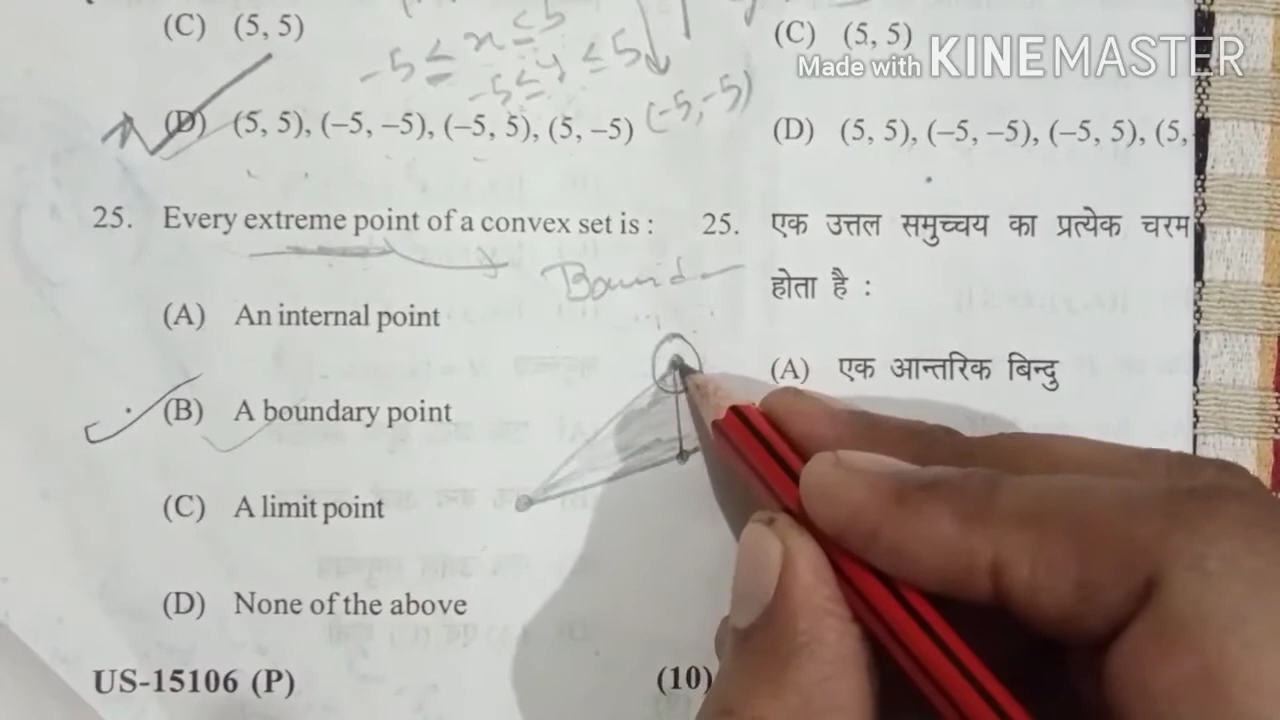 (C) (5, 5)
-5 ≤ x ≤ 5
-5 ≤ y ≤ 5
(D) (5, 5), (–5, –5), (–5, 5), (5, –5)
(-5, -5)
25. Every extreme point of a convex set is :
Bound
(A) An internal point
(B) A boundary point
(C) A limit point
(D) None of the above
US-15106 (P)
(10)
(C) (5, 5)
Made with KINEMASTER
(D) (5, 5), (–5, –5), (–5, 5), (5,
25. एक उत्तल समुच्चय का प्रत्येक चरम
होता है :
(A) एक आन्तरिक बिन्दु